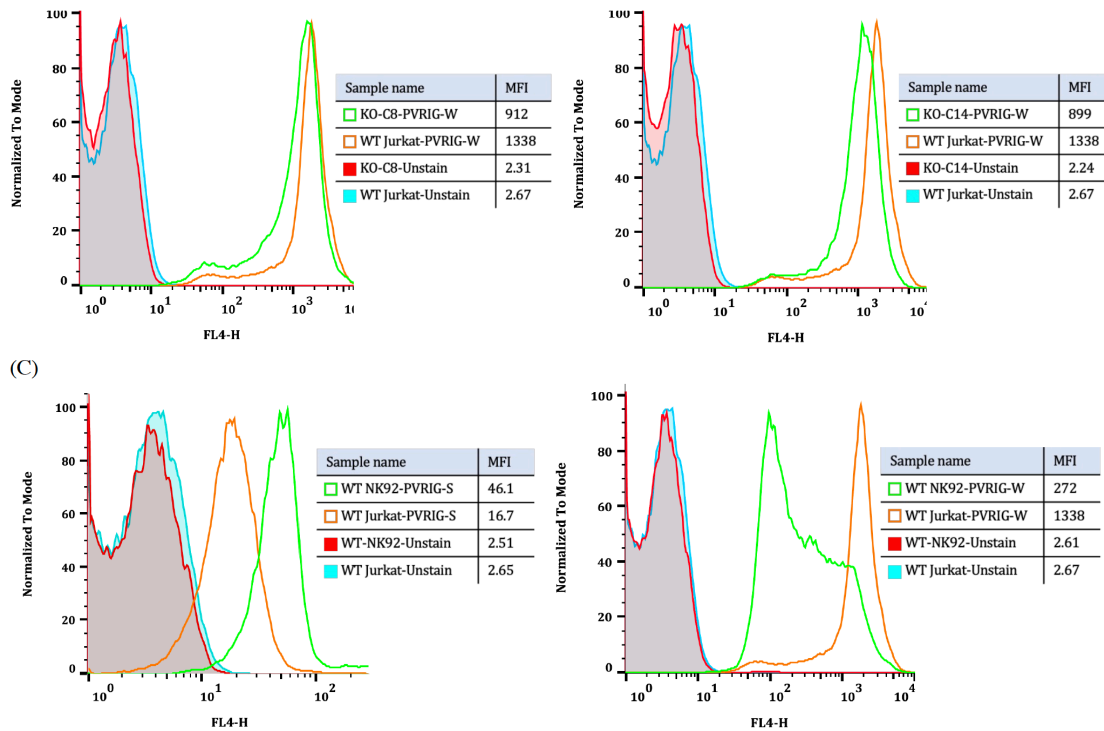 100
80
60
40
20
0
Normalized To Mode
10^0 10^1 10^2 10^3 1(
FL4-H
Sample name MFI
KO-C8-PVRIG-W 912
WT Jurkat-PVRIG-W 1338
KO-C8-Unstain 2.31
WT Jurkat-Unstain 2.67
100
80
60
40
20
0
Normalized To Mode
10^0 10^1 10^2 10^3 1
FL4-H
Sample name MFI
KO-C14-PVRIG-W 899
WT Jurkat-PVRIG-W 1338
KO-C14-Unstain 2.24
WT Jurkat-Unstain 2.67
(C)
100
80
60
40
20
0
Normalized To Mode
10^0 10^1 10^2
FL4-H
Sample name MFI
WT NK92-PVRIG-S 46.1
WT Jurkat-PVRIG-S 16.7
WT-NK92-Unstain 2.51
WT Jurkat-Unstain 2.65
100
80
60
40
20
0
Normalized To Mode
10^0 10^1 10^2 10^3 10^4
FL4-H
Sample name MFI
WT NK92-PVRIG-W 272
WT Jurkat-PVRIG-W 1338
WT-NK92-Unstain 2.61
WT Jurkat-Unstain 2.67